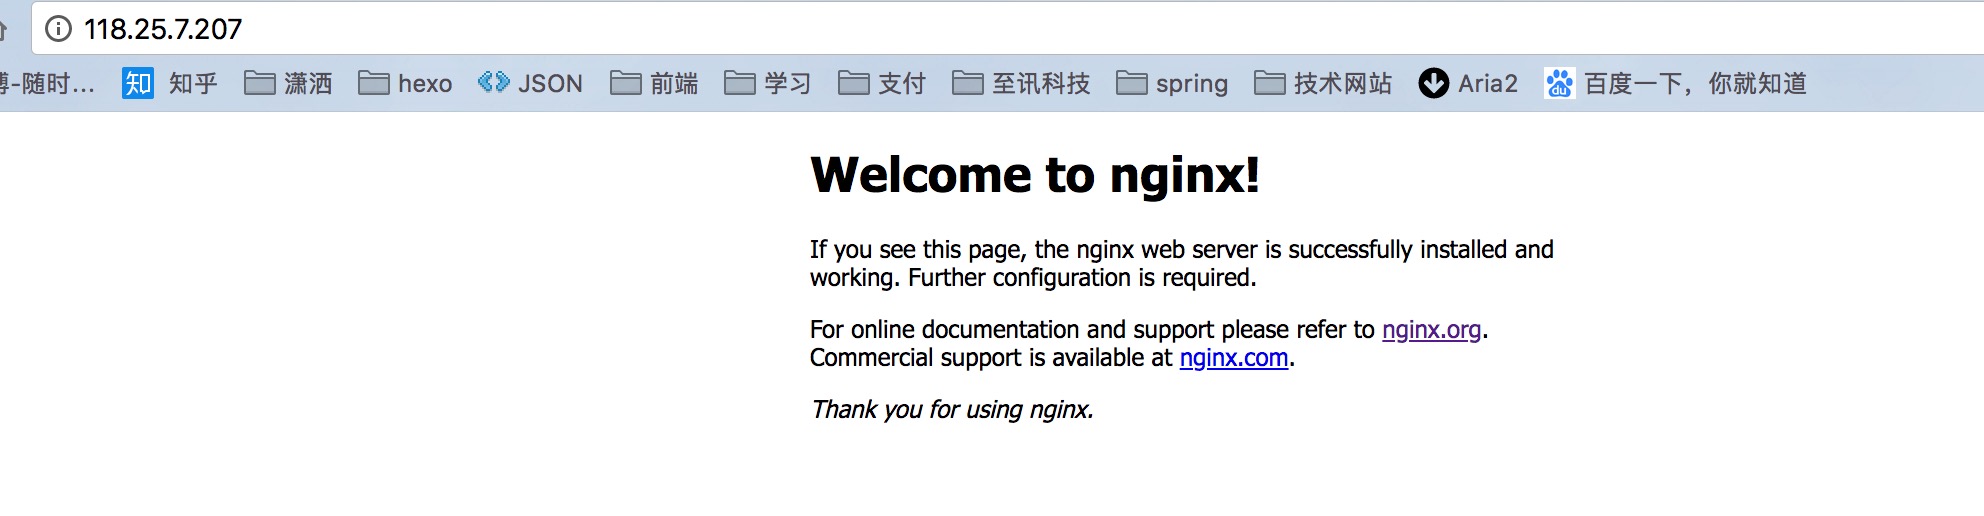 118.25.7.207
博-随时... 知 知乎 潇洒 hexo JSON 前端 学习 支付 至讯科技 spring 技术网站 Aria2 du 百度一下，你就知道
Welcome to nginx!
If you see this page, the nginx web server is successfully installed and
working. Further configuration is required.
For online documentation and support please refer to nginx.org.
Commercial support is available at nginx.com.
Thank you for using nginx.